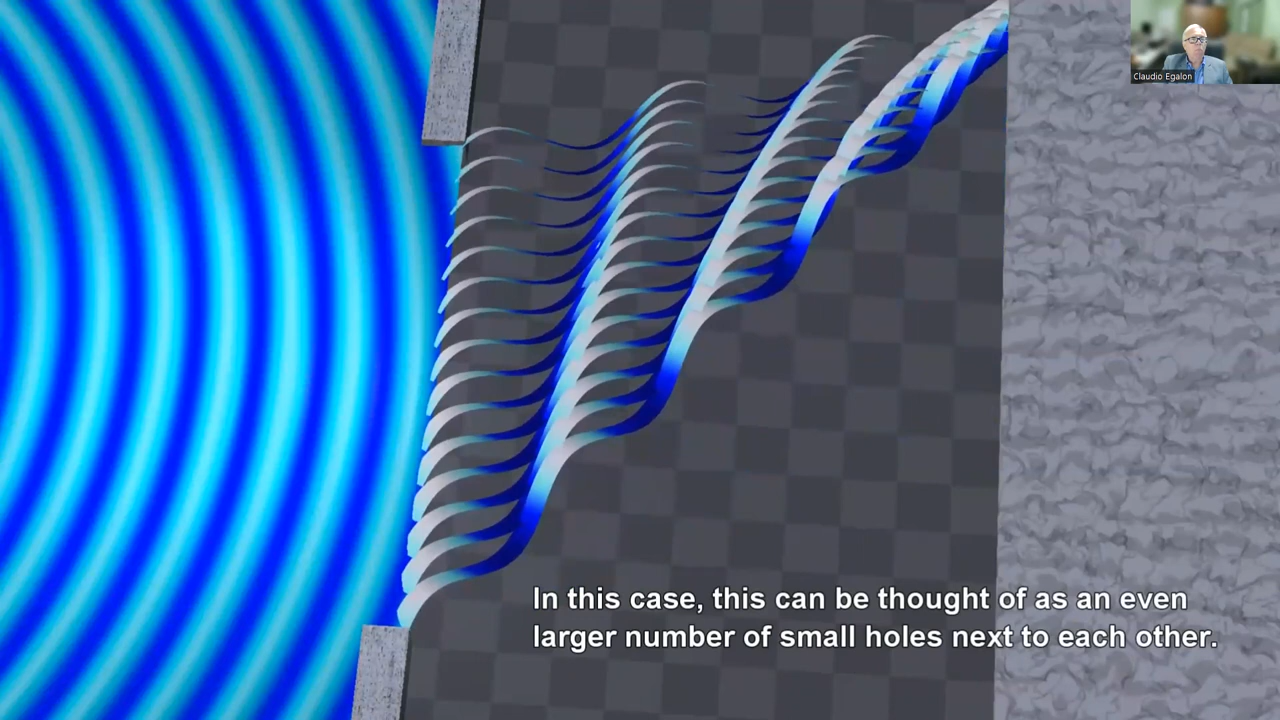 Claudio Egalon
In this case, this can be thought of as an even
larger number of small holes next to each other.